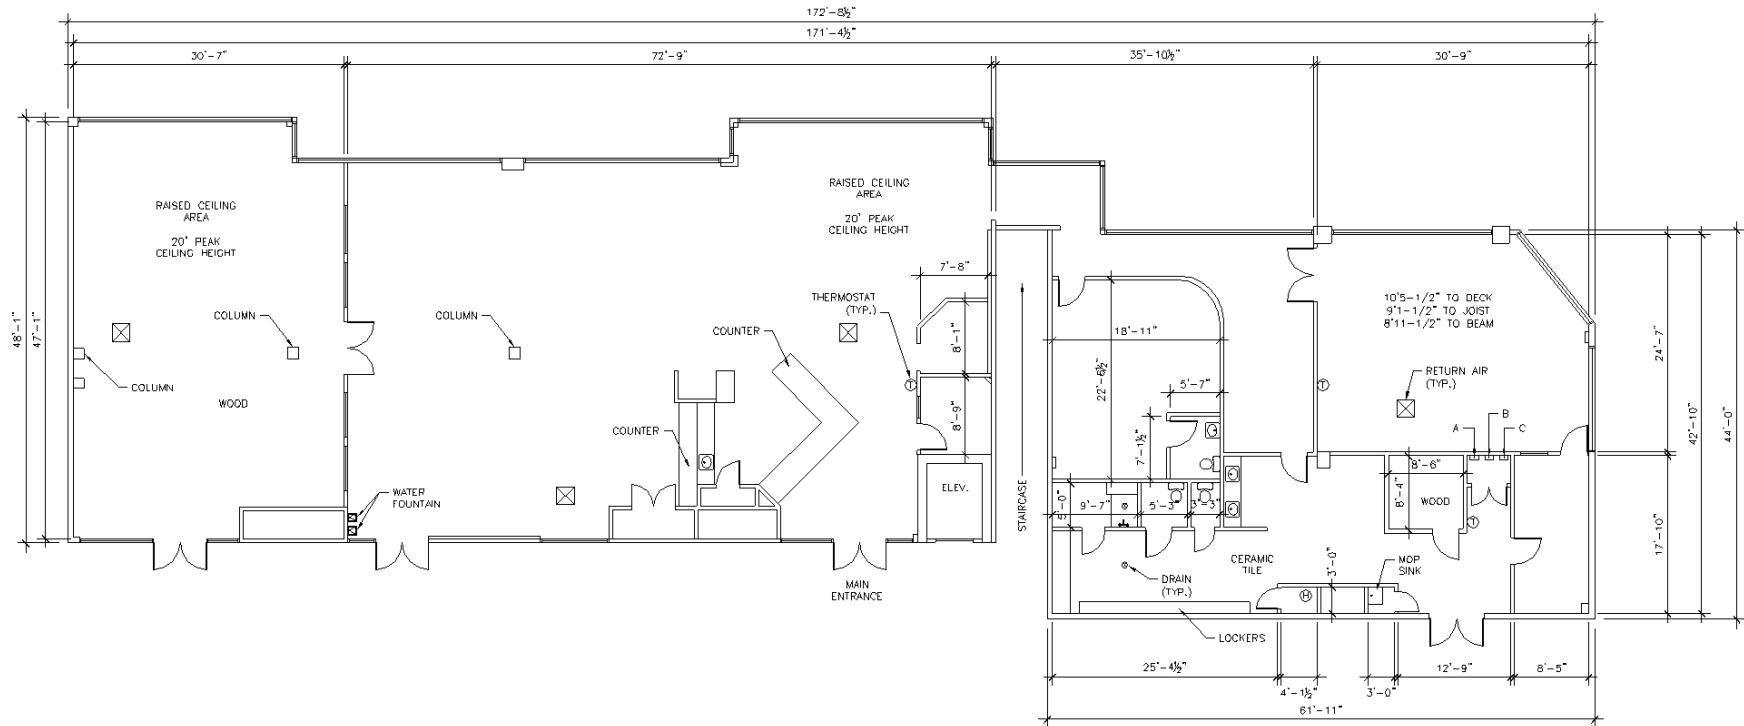 172'-8½"
171'-4½"
30'-7"
72'-9"
35'-10½"
30'-9"
RAISED CEILING
AREA
20' PEAK
CEILING HEIGHT
RAISED CEILING
AREA
20' PEAK
CEILING HEIGHT
48'-1"
47'-1"
COLUMN
COLUMN
COLUMN
WOOD
7'-8"
THERMOSTAT
(TYP.)
T
COUNTER
COUNTER
8'-1"
8'-9"
ELEV.
STAIRCASE
WATER
FOUNTAIN
MAIN
ENTRANCE
18'-11"
22'-6½"
5'-7"
7'-1½"
10'5-1/2" TO DECK
9'1-1/2" TO JOIST
8'11-1/2" TO BEAM
T
RETURN AIR
(TYP.)
24'-7"
42'-10"
44'-0"
17'-10"
A
B
C
8'-6"
8'-4"
WOOD
T
9'-7"
5'-3"
3'-3"
CERAMIC
TILE
DRAIN
(TYP.)
3'-0"
MOP
SINK
H
LOCKERS
25'-4½"
4'-1½"
3'-0"
12'-9"
8'-5"
61'-11"